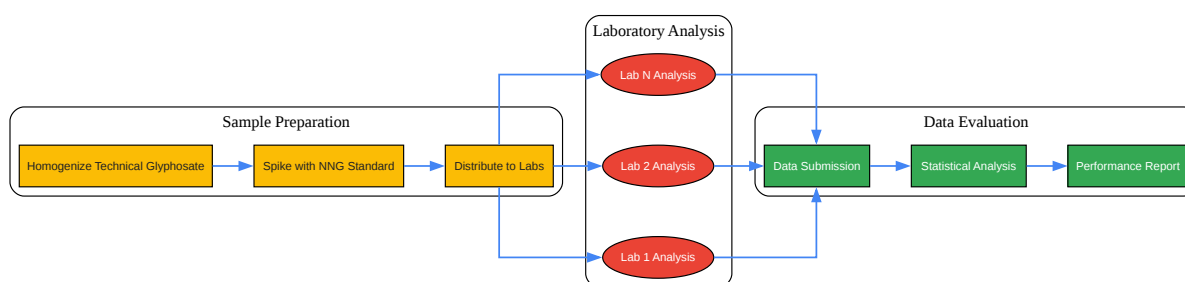 Sample Preparation
Homogenize Technical Glyphosate
Spike with NNG Standard
Distribute to Labs
Laboratory Analysis
Lab N Analysis
Lab 2 Analysis
Lab 1 Analysis
Data Evaluation
Data Submission
Statistical Analysis
Performance Report